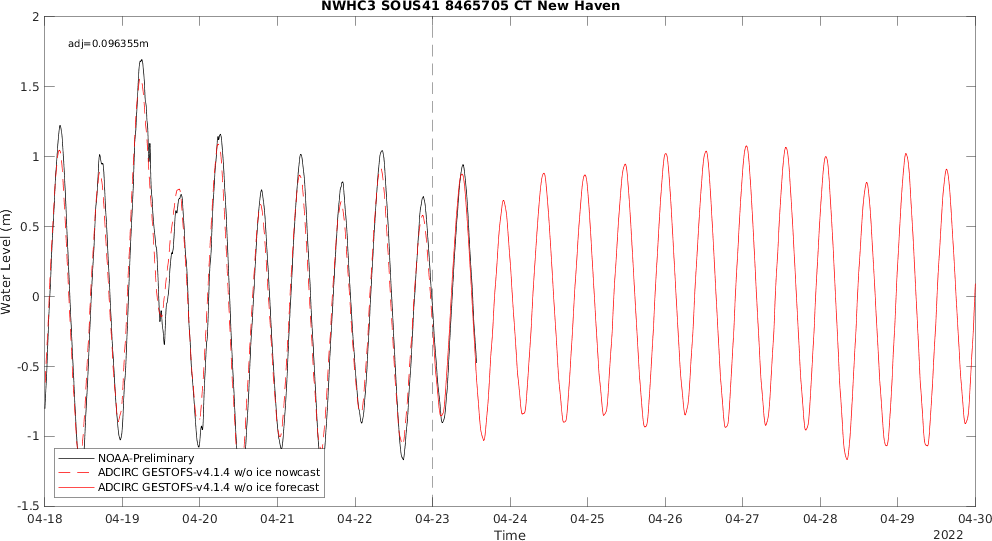 NWHC3 SOUS41 8465705 CT New Haven
adj=0.096355m
2
1.5
1
0.5
0
-0.5
-1
-1.5
Water Level (m)
NOAA-Preliminary
ADCIRC GESTOFS-v4.1.4 w/o ice nowcast
ADCIRC GESTOFS-v4.1.4 w/o ice forecast
04-18 04-19 04-20 04-21 04-22 04-23 04-24 04-25 04-26 04-27 04-28 04-29 04-30
Time
2022